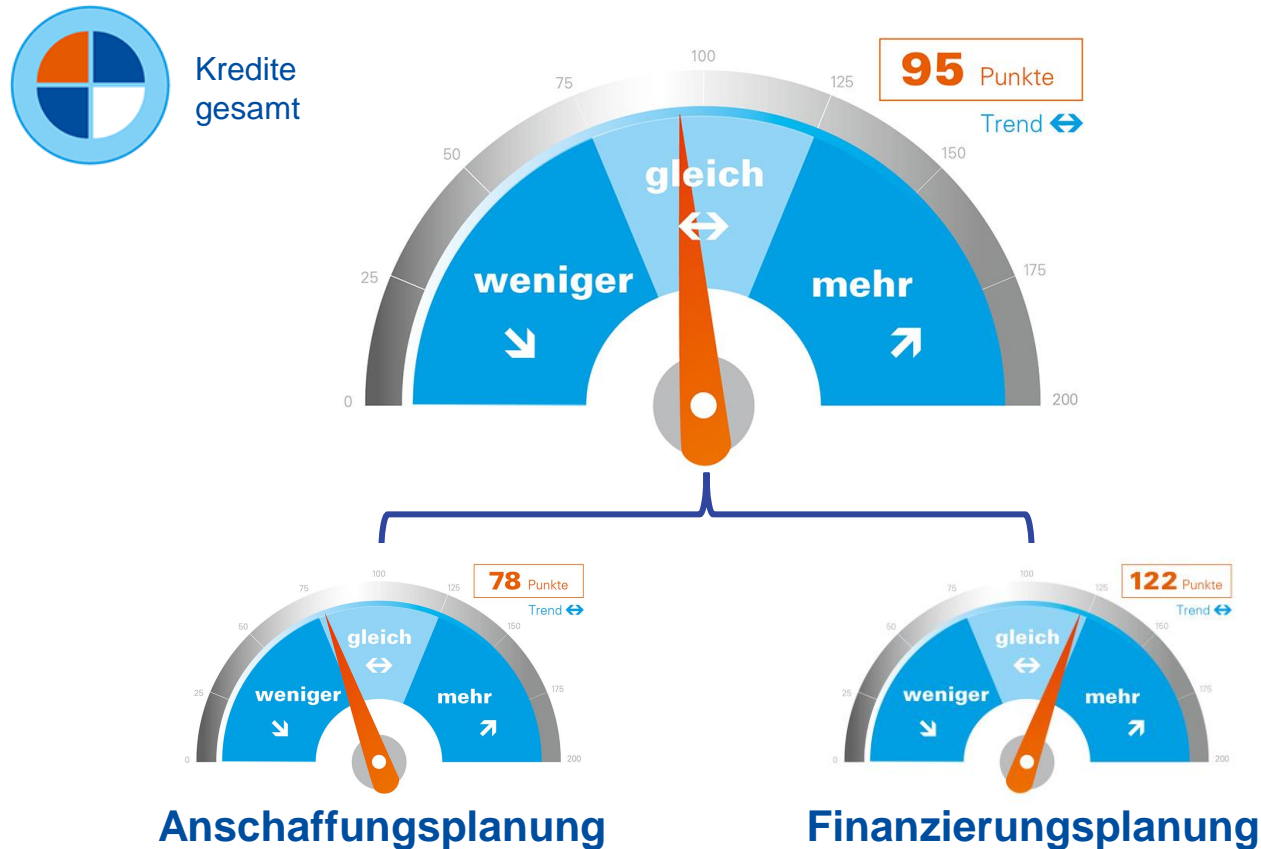 Kredite
gesamt
95 Punkte
Trend
0
25
50
75
100
125
150
175
200
weniger
gleich
mehr
78 Punkte
Trend
0
25
50
75
100
125
150
175
200
weniger
gleich
mehr
Anschaffungsplanung
122 Punkte
Trend
0
25
50
75
100
125
150
175
200
weniger
gleich
mehr
Finanzierungsplanung